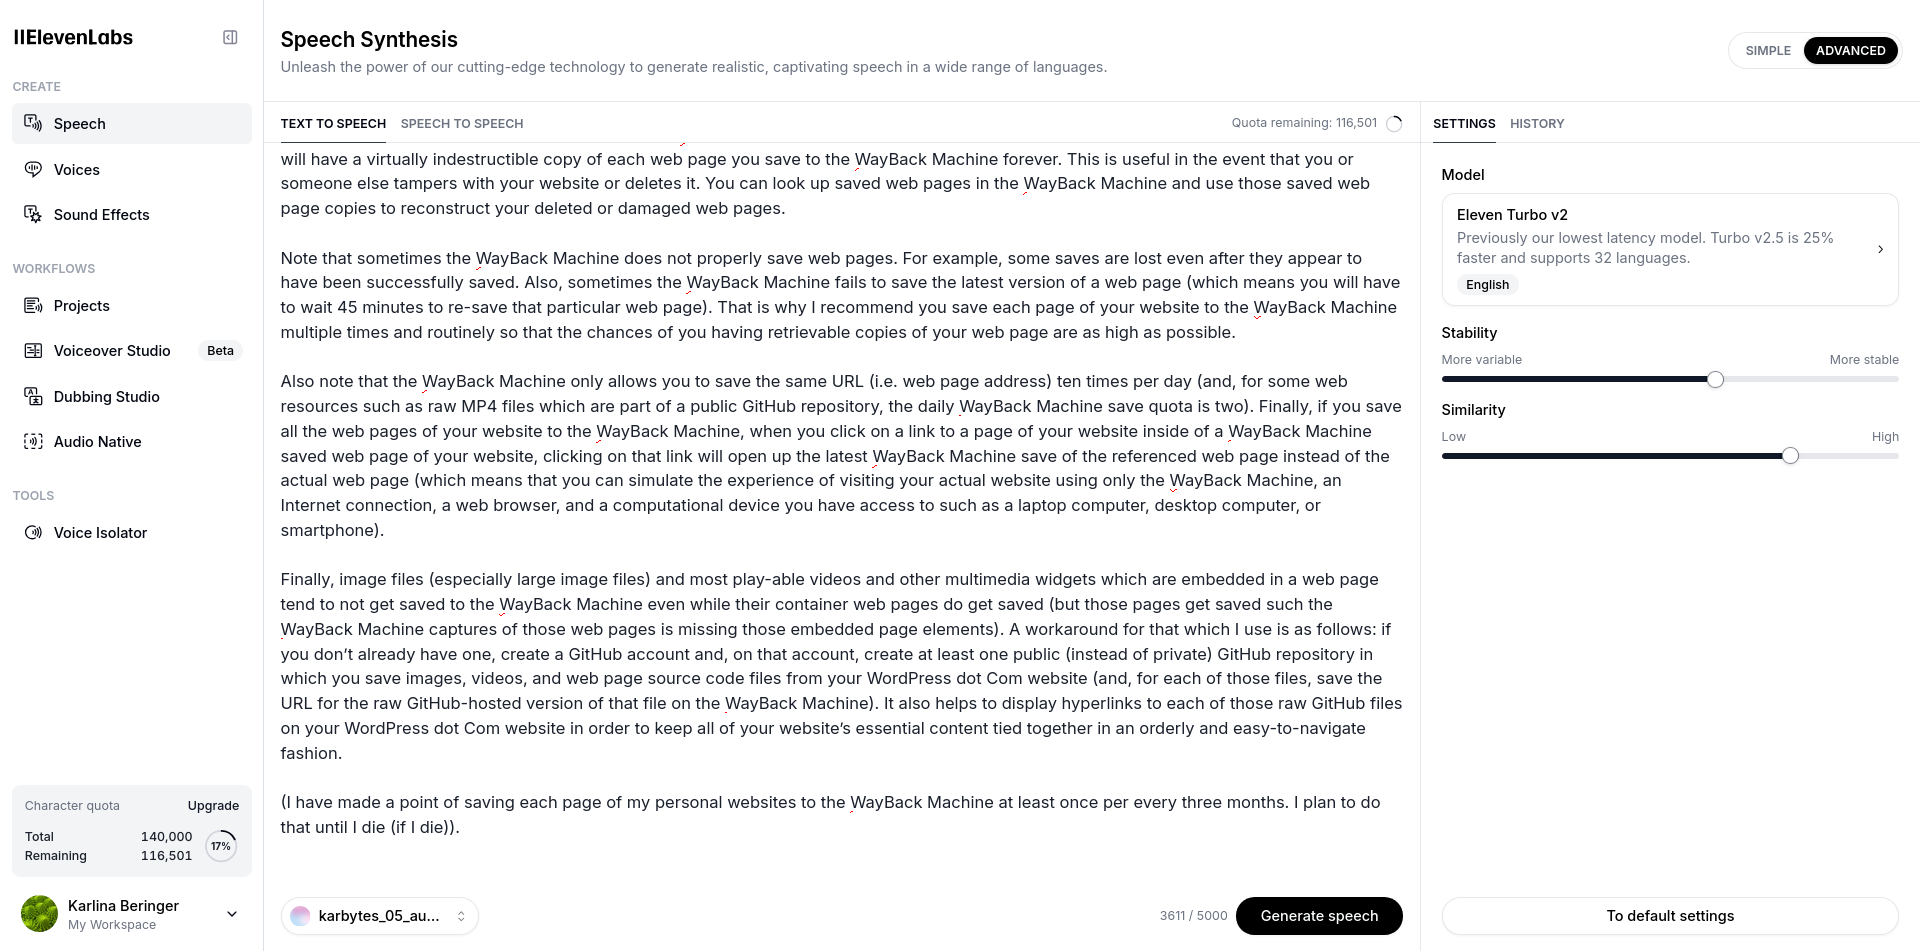 IIElevenLabs
CREATE
Speech
Voices
Sound Effects
WORKFLOWS
Projects
Voiceover Studio Beta
Dubbing Studio
Audio Native
TOOLS
Voice Isolator
Character quota Upgrade
Total 140,000
Remaining 116,501
17%
Karlina Beringer
My Workspace
Speech Synthesis
Unleash the power of our cutting-edge technology to generate realistic, captivating speech in a wide range of languages.
SIMPLE ADVANCED
TEXT TO SPEECH SPEECH TO SPEECH
Quota remaining: 116,501
will have a virtually indestructible copy of each web page you save to the WayBack Machine forever. This is useful in the event that you or
someone else tampers with your website or deletes it. You can look up saved web pages in the WayBack Machine and use those saved web
page copies to reconstruct your deleted or damaged web pages.
Note that sometimes the WayBack Machine does not properly save web pages. For example, some saves are lost even after they appear to
have been successfully saved. Also, sometimes the WayBack Machine fails to save the latest version of a web page (which means you will have
to wait 45 minutes to re-save that particular web page). That is why I recommend you save each page of your website to the WayBack Machine
multiple times and routinely so that the chances of you having retrievable copies of your web page are as high as possible.
Also note that the WayBack Machine only allows you to save the same URL (i.e. web page address) ten times per day (and, for some web
resources such as raw MP4 files which are part of a public GitHub repository, the daily WayBack Machine save quota is two). Finally, if you save
all the web pages of your website to the WayBack Machine, when you click on a link to a page of your website inside of a WayBack Machine
saved web page of your website, clicking on that link will open up the latest WayBack Machine save of the referenced web page instead of the
actual web page (which means that you can simulate the experience of visiting your actual website using only the WayBack Machine, an
Internet connection, a web browser, and a computational device you have access to such as a laptop computer, desktop computer, or
smartphone).
Finally, image files (especially large image files) and most play-able videos and other multimedia widgets which are embedded in a web page
tend to not get saved to the WayBack Machine even while their container web pages do get saved (but those pages get saved such the
WayBack Machine captures of those web pages is missing those embedded page elements). A workaround for that which I use is as follows: if
you don't already have one, create a GitHub account and, on that account, create at least one public (instead of private) GitHub repository in
which you save images, videos, and web page source code files from your WordPress dot Com website (and, for each of those files, save the
URL for the raw GitHub-hosted version of that file on the WayBack Machine). It also helps to display hyperlinks to each of those raw GitHub files
on your WordPress dot Com website in order to keep all of your website's essential content tied together in an orderly and easy-to-navigate
fashion.
(I have made a point of saving each page of my personal websites to the WayBack Machine at least once per every three months. I plan to do
that until I die (if I die)).
karbytes_05_au...
3611 / 5000
Generate speech
SETTINGS HISTORY
Model
Eleven Turbo v2
Previously our lowest latency model. Turbo v2.5 is 25%
faster and supports 32 languages.
English
Stability
More variable More stable
Similarity
Low High
To default settings